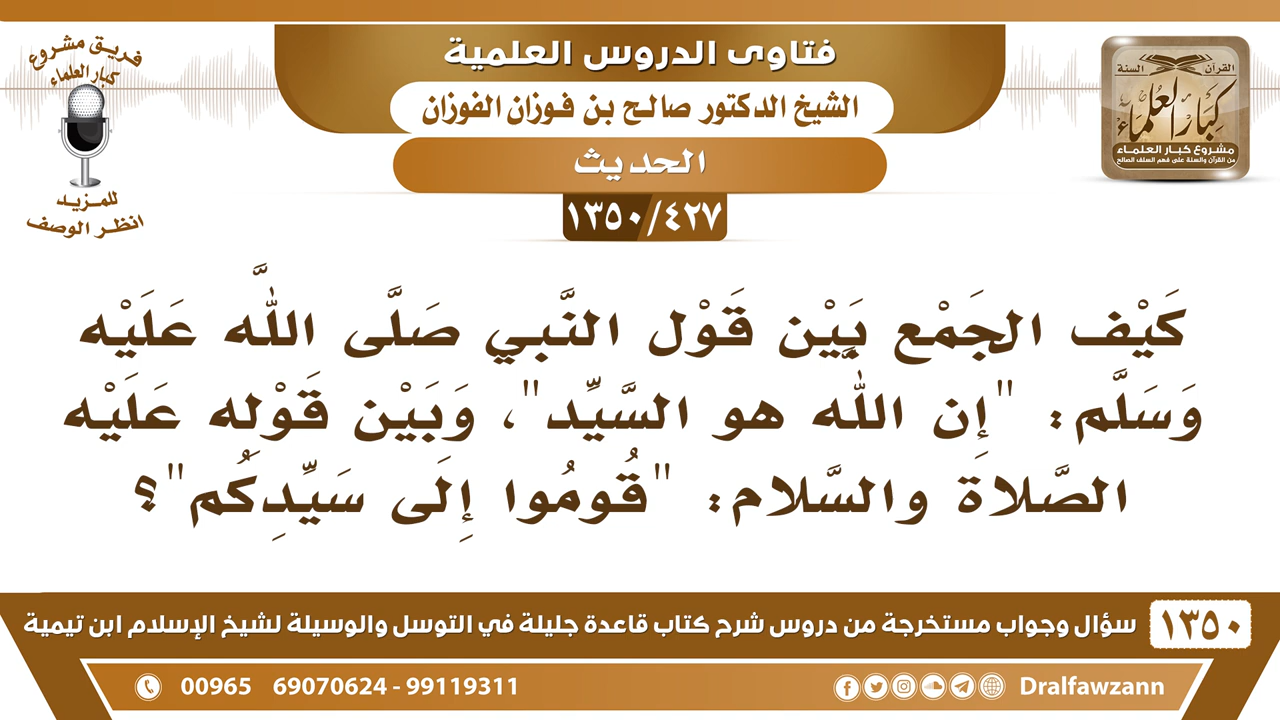 فتاوى الدروس العلمية
الشيخ الدكتور صالح بن فوزان الفوزان
الحديث
١٣٥٠/٤٢٧
القرآن السنة
كبار العلماء
مشروع كبار العلماء
من القرآن والسنة على فهم السلف الصالح
فريق مشروع
كبار العلماء
للمزيد
انظر الوصف
كَيْف الجَمْع بَيْن قَوْل النَّبي صَلَّى اللَّه عَلَيْه
وَسَلَّم: "إِن اللَّه هو السَّيِّد"، وَبَيْن قَوْله عَلَيْه
الصَّلاة والسَّلام: "قُومُوا إِلَى سَيِّدِكُم"؟
١٣٥٠ سؤال وجواب مستخرجة من دروس شرح كتاب قاعدة جليلة في التوسل والوسيلة لشيخ الإسلام ابن تيمية
00965 69070624 - 99119311
Dralfawzann